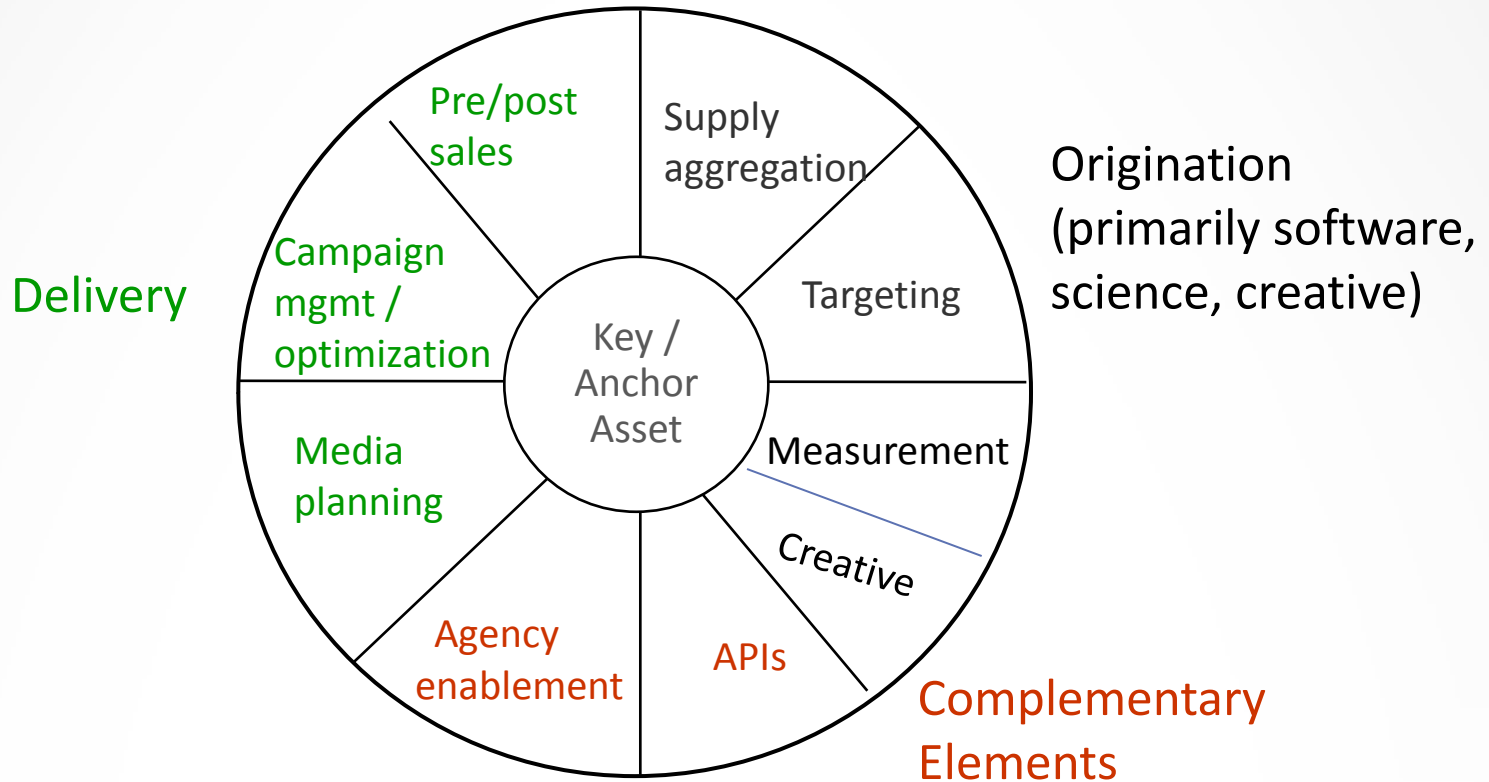 Pre/post
sales
Supply
aggregation
Origination
(primarily software,
science, creative)
Delivery
Campaign
mgmt /
optimization
Targeting
Key /
Anchor
Asset
Media
planning
Measurement
Creative
Agency
enablement
APIs
Complementary
Elements